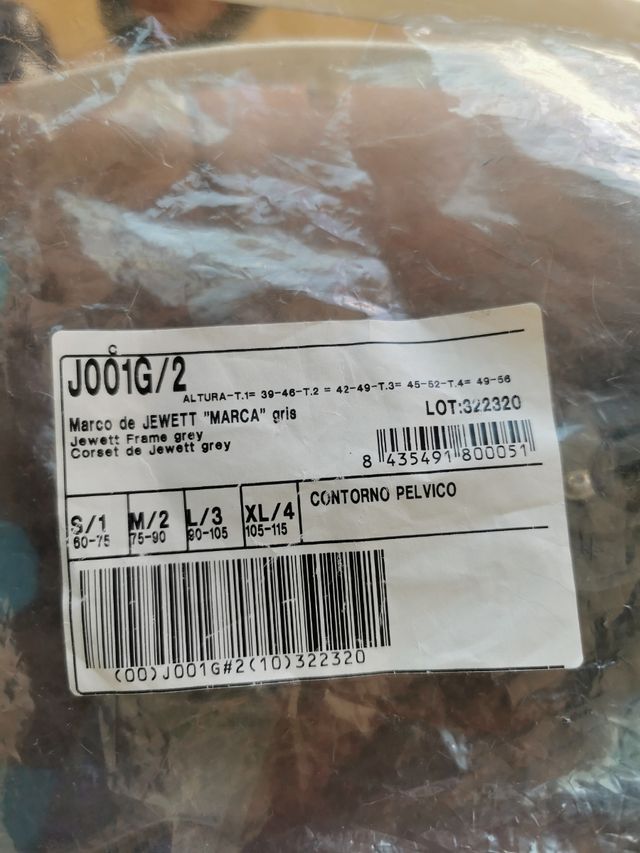 C
J001G/2
ALTURA-T.1= 39-46-T.2 = 42-49-T.3= 45-52-T.4= 49-56
Marco de JEWETT "MARCA" gris
LOT:322320
Jewett Frame grey
Corset de Jewett grey
8 435491 800051
S/1 M/2 L/3 XL/4 CONTORNO PELVICO
60-75 75-90 90-105 105-115
(00)J001G#2(10)322320